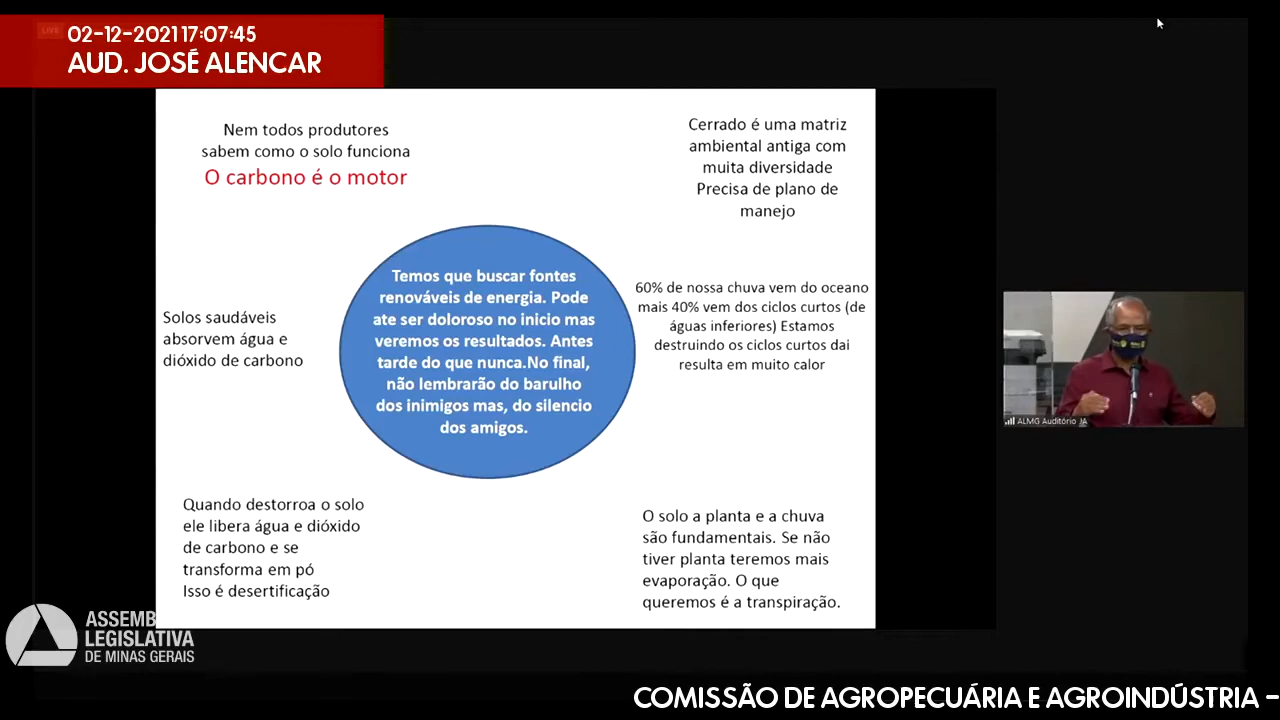 LIVE
02-12-2021 17:07:45
AUD. JOSÉ ALENCAR
Nem todos produtores
sabem como o solo funciona
O carbono é o motor
Cerrado é uma matriz
ambiental antiga com
muita diversidade
Precisa de plano de
manejo
Temos que buscar fontes
renováveis de energia. Pode
ate ser doloroso no inicio mas
veremos os resultados. Antes
tarde do que nunca.No final,
não lembrarão do barulho
dos inimigos mas, do silencio
dos amigos.
60% de nossa chuva vem do oceano
mais 40% vem dos ciclos curtos (de
águas inferiores) Estamos
destruindo os ciclos curtos dai
resulta em muito calor
Solos saudáveis
absorvem água e
dióxido de carbono
ALMG Auditório JA
Quando destorroa o solo
ele libera água e dióxido
de carbono e se
transforma em pó
Isso é desertificação
O solo a planta e a chuva
são fundamentais. Se não
tiver planta teremos mais
evaporação. O que
queremos é a transpiração.
ASSEMB
LEGISLATIVA
DE MINAS GERAIS
COMISSÃO DE AGROPECUÁRIA E AGROINDÚSTRIA -